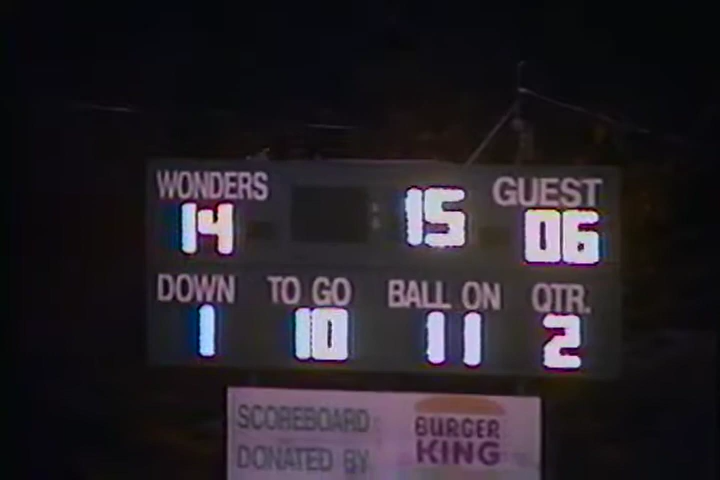 WONDERS 15 GUEST
14 06
DOWN TO GO BALL ON QTR.
1 10 11 2
SCOREBOARD BURGER
DONATED BY KING